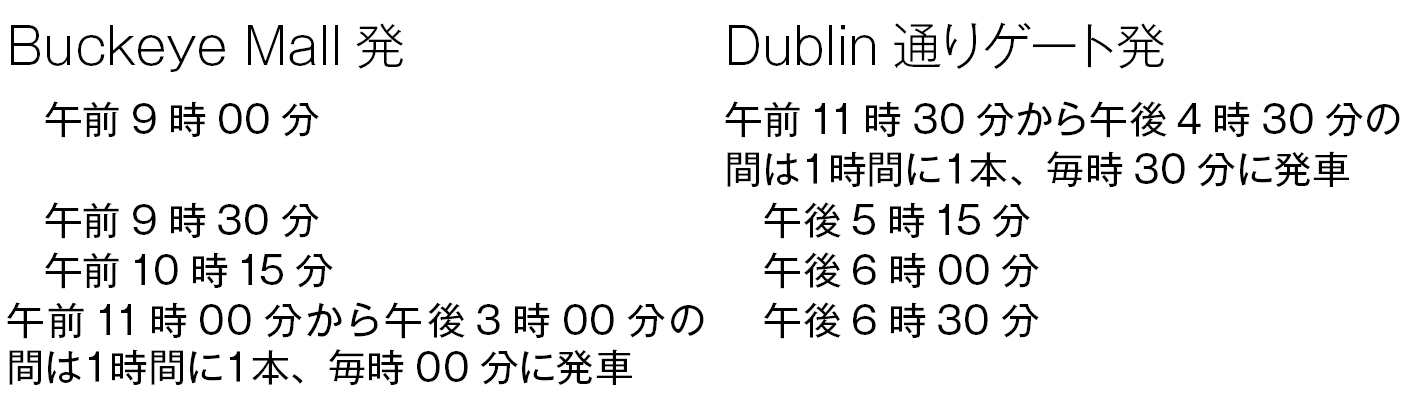 Buckeye Mall 発
午前 9 時 00 分
午前 9 時 30 分
午前 10 時 15 分
午前 11 時 00 分から午後 3 時 00 分の
間は1時間に1本、毎時 00 分に発車
Dublin 通りゲート発
午前 11 時 30 分から午後 4 時 30 分の
間は1時間に1本、毎時 30 分に発車
午後 5 時 15 分
午後 6 時 00 分
午後 6 時 30 分